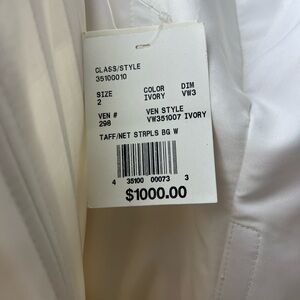 CLASS/STYLE
35100010
SIZE COLOR DIM
2 IVORY VW3
VEN # VEN STYLE
298 VW351007 IVORY
TAFF/NET STRPLS BG W
4 35100 00073 3
$1000.00